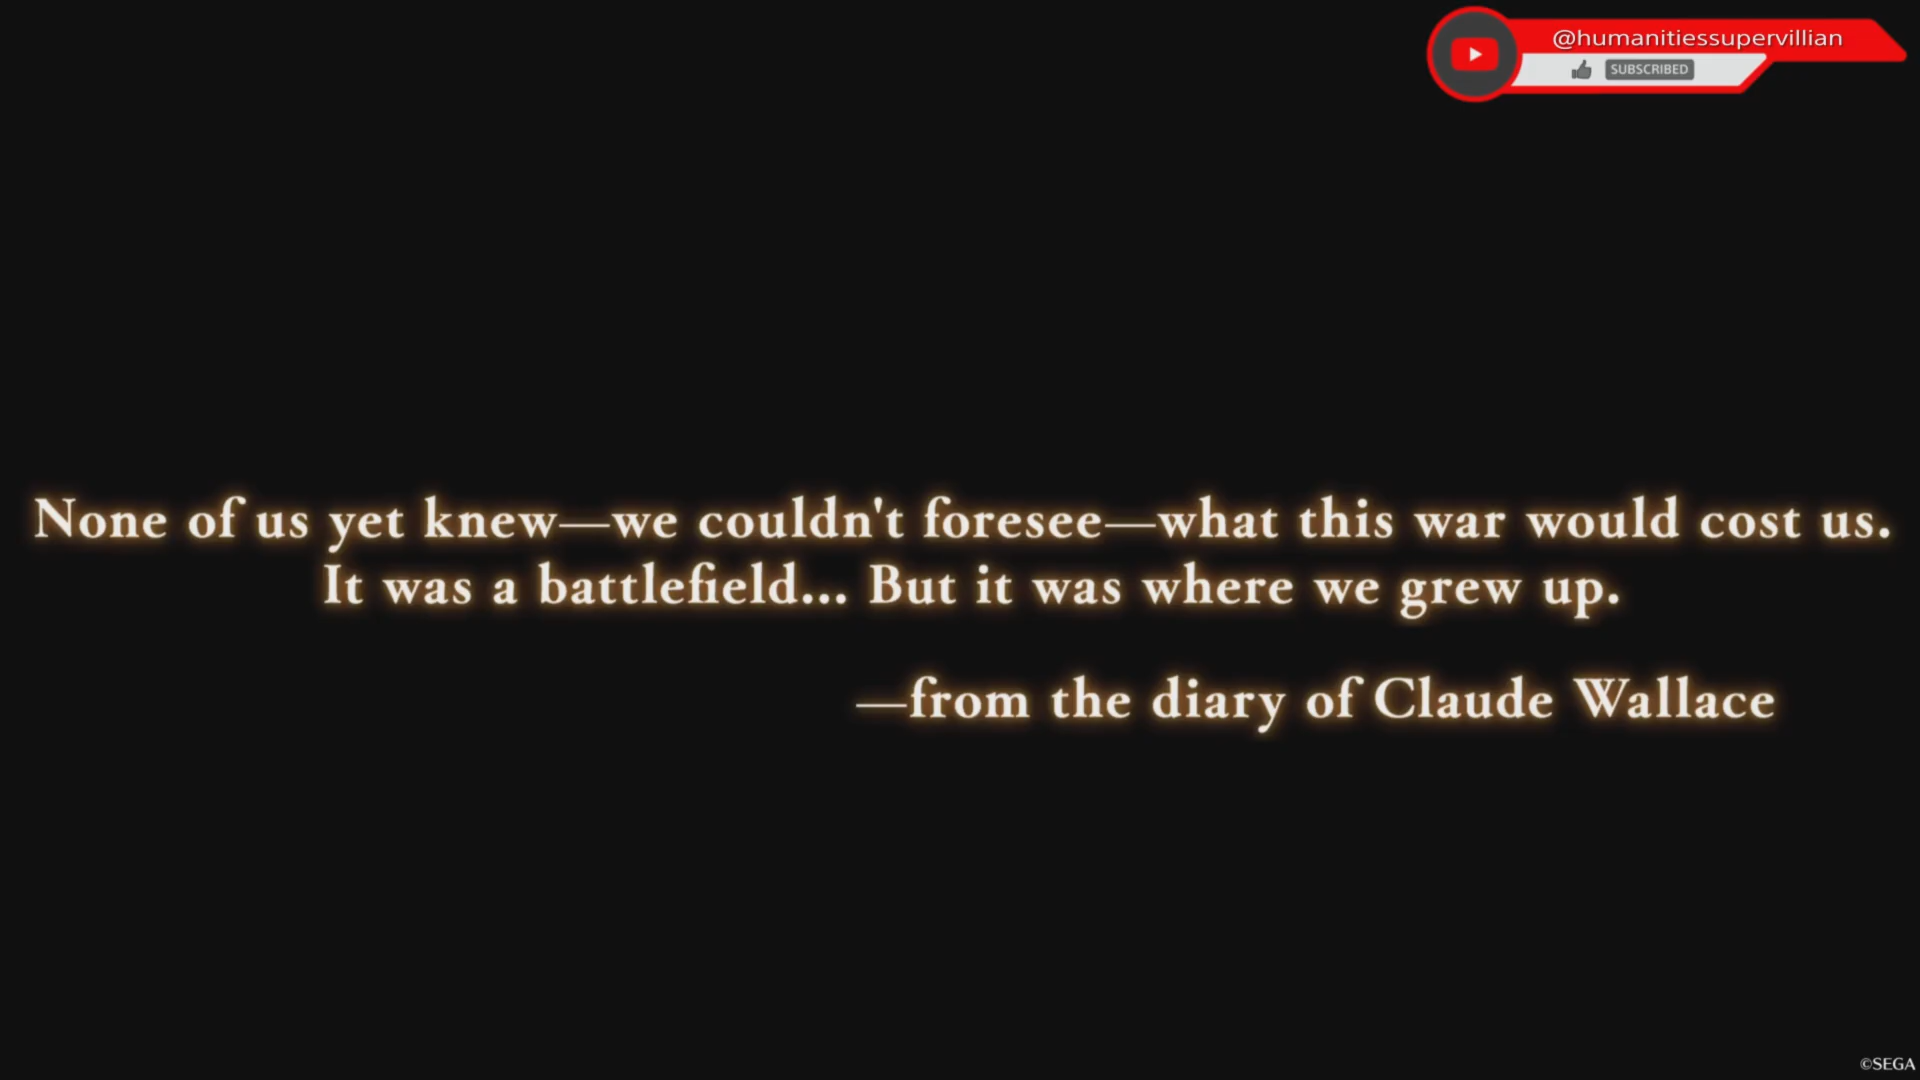 @humanitiessupervillian
SUBSCRIBED
None of us yet knew—we couldn't foresee—what this war would cost us.
It was a battlefield... But it was where we grew up.
—from the diary of Claude Wallace
©SEGA